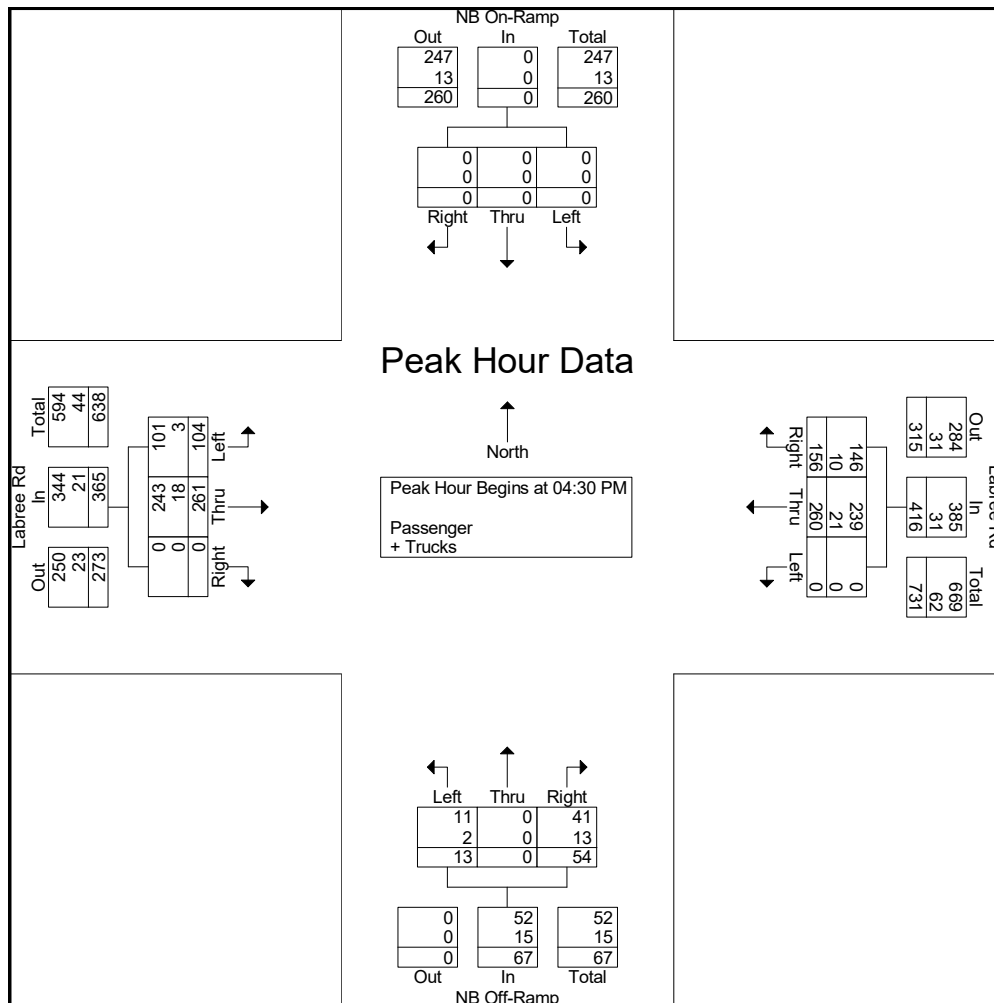 NB On-Ramp
Out In Total
247 0 247
13 0 13
260 0 260
0 0 0
0 0 0
0 0 0
Right Thru Left
Peak Hour Data
North
Peak Hour Begins at 04:30 PM
Passenger
+ Trucks
Labree Rd
Out In Total
250 344 594
23 21 44
273 365 638
Right Thru Left
0 243 101
0 18 3
0 261 104
Labree Rd
Out In Total
284 385 669
31 31 62
315 416 731
146 239 0
10 21 0
156 260 0
Right Thru Left
Left Thru Right
11 0 41
2 0 13
13 0 54
0 52 52
0 15 15
0 67 67
Out In Total
NB Off-Ramp